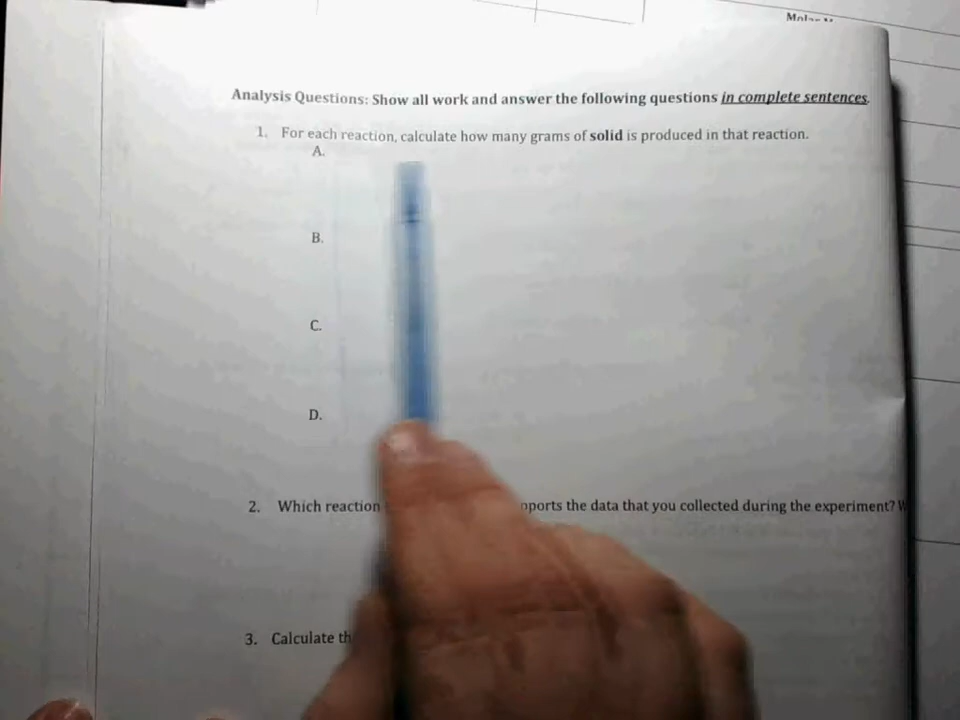 Analysis Questions: Show all work and answer the following questions in complete sentences.
1. For each reaction, calculate how many grams of solid is produced in that reaction.
A.
B.
C.
D.
2. Which reaction pports the data that you collected during the experiment? W
3. Calculate th